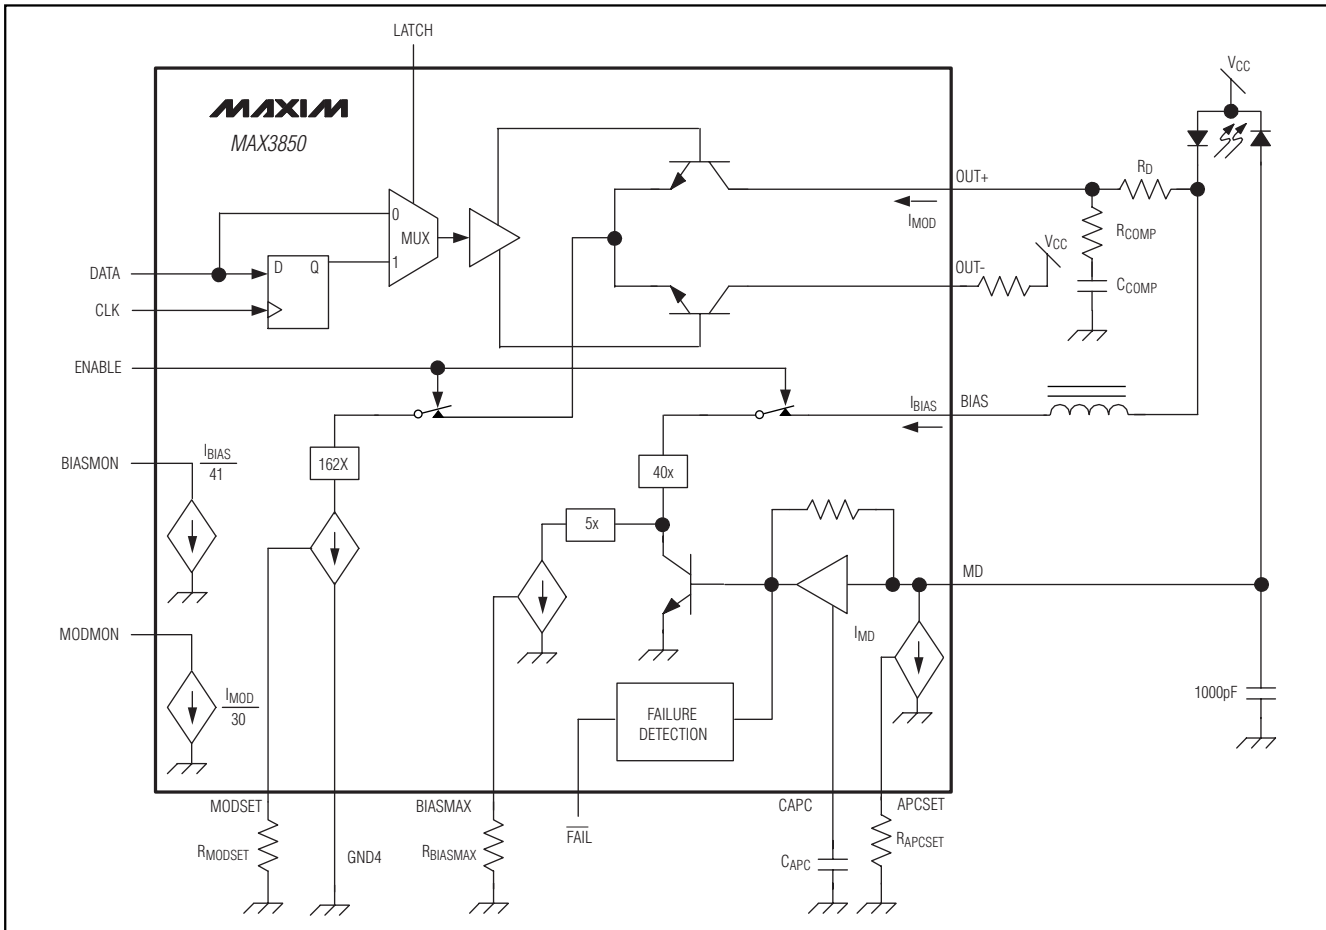 LATCH
VCC
MAXIM
MAX3850
RD
OUT+
IMOD
0
MUX
1
RCOMP
VCC
DATA
D Q
OUT-
CCOMP
CLK
ENABLE
IBIAS
BIAS
BIASMON
IBIAS
41
162X
40x
5x
MD
MODMON
IMD
IMOD
30
FAILURE
DETECTION
1000pF
MODSET
BIASMAX
CAPC
APCSET
FAIL
RMODSET
GND4
RBIASMAX
CAPC
RAPCSET